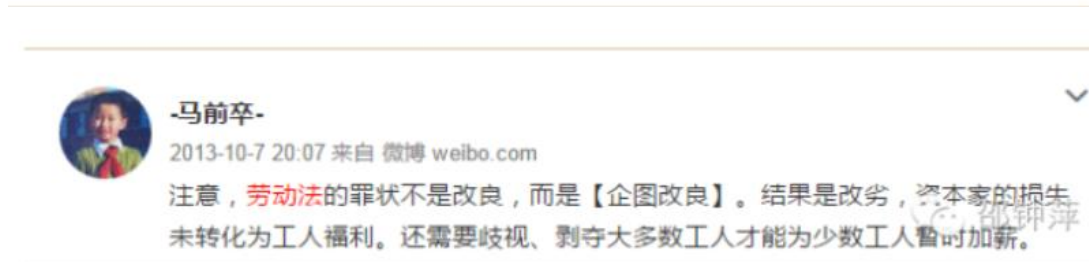 -马前卒-
2013-10-7 20:07 来自 微博 weibo.com
注意，劳动法的罪状不是改良，而是【企图改良】。结果是改劣，资本家的损失
未转化为工人福利。还需要歧视、剥夺大多数工人才能为少数工人暂时加薪。
邵钟萍